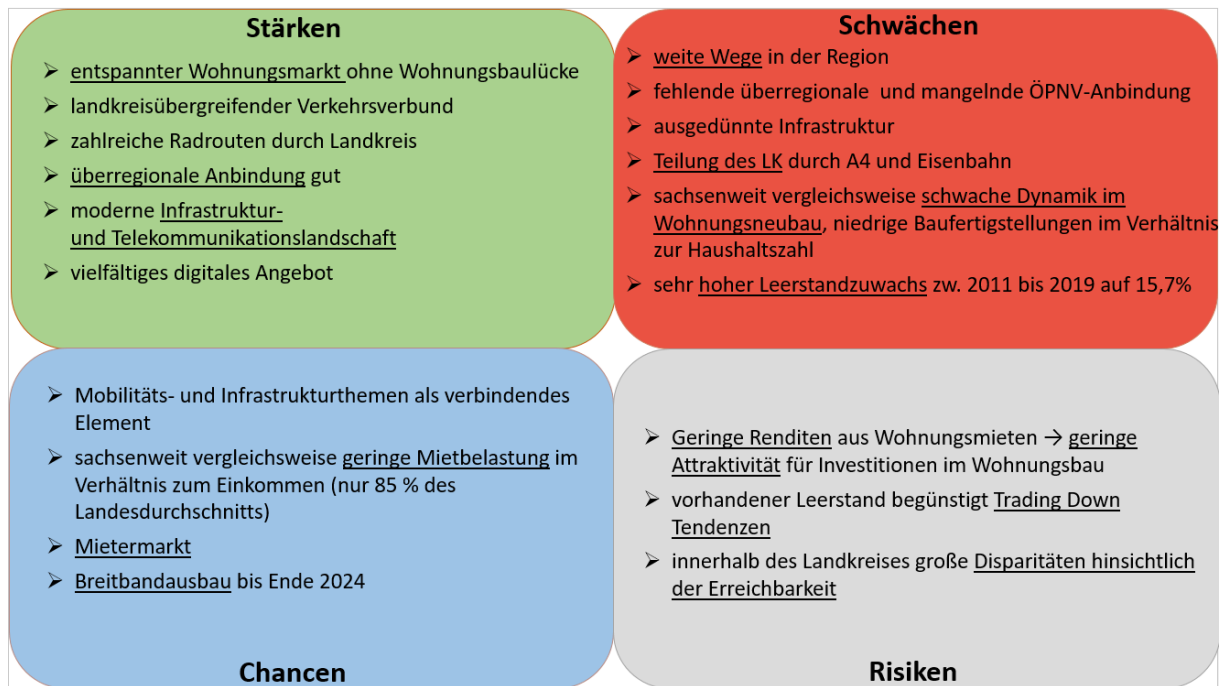 Stärken
➢ entspannter Wohnungsmarkt ohne Wohnungsbaulücke
➢ landkreisübergreifender Verkehrsverbund
➢ zahlreiche Radrouten durch Landkreis
➢ überregionale Anbindung gut
➢ moderne Infrastruktur-
und Telekommunikationslandschaft
➢ vielfältiges digitales Angebot
Schwächen
➢ weite Wege in der Region
➢ fehlende überregionale und mangelnde ÖPNV-Anbindung
➢ ausgedünnte Infrastruktur
➢ Teilung des LK durch A4 und Eisenbahn
➢ sachsenweit vergleichsweise schwache Dynamik im
Wohnungsneubau, niedrige Baufertigstellungen im Verhältnis
zur Haushaltszahl
➢ sehr hoher Leerstandzuwachs zw. 2011 bis 2019 auf 15,7%
➢ Mobilitäts- und Infrastrukturthemen als verbindendes
Element
➢ sachsenweit vergleichsweise geringe Mietbelastung im
Verhältnis zum Einkommen (nur 85 % des
Landesdurchschnitts)
➢ Mietermarkt
➢ Breitbandausbau bis Ende 2024
Chancen
➢ Geringe Renditen aus Wohnungsmieten → geringe
Attraktivität für Investitionen im Wohnungsbau
➢ vorhandener Leerstand begünstigt Trading Down
Tendenzen
➢ innerhalb des Landkreises große Disparitäten hinsichtlich
der Erreichbarkeit
Risiken